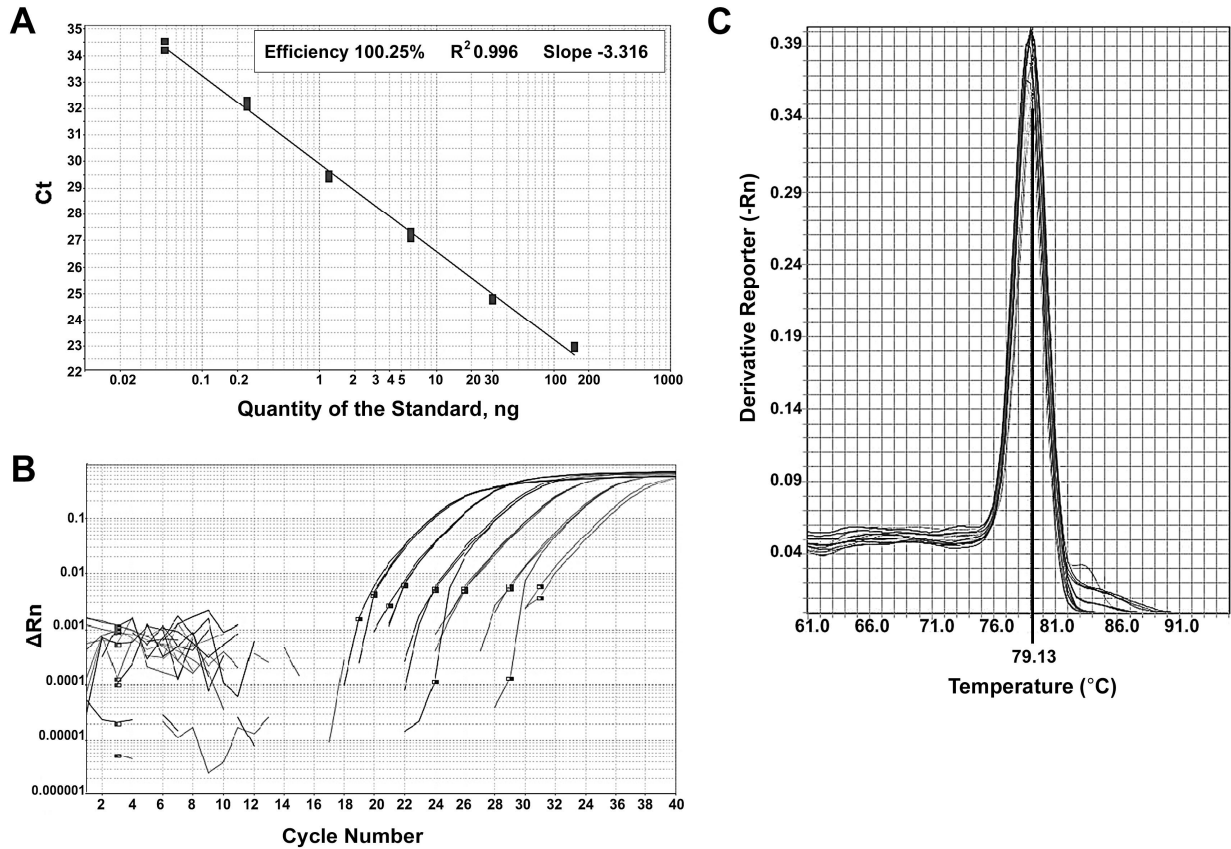 A
Ct
35
34
32
31
30
29
28
27
26
25
23
22
Efficiency 100.25% R2 0.996 Slope -3.316
0.02 0.1 0.2 1 2 3 4 5 10 20 30 100 200 1000
Quantity of the Standard, ng
B
ΔRn
0.1
0.01
0.001
0.0001
0.00001
0.000001
2 4 6 8 10 12 14 16 20 22 24 26 28 29 32 34 36 38 40
Cycle Number
C
Derivative Reporter (-Rn)
0.39
0.34
0.29
0.24
0.19
0.14
0.09
0.04
61.0 66.0 71.0 76.0 81.0 86.0 91.0
79.13
Temperature (°C)